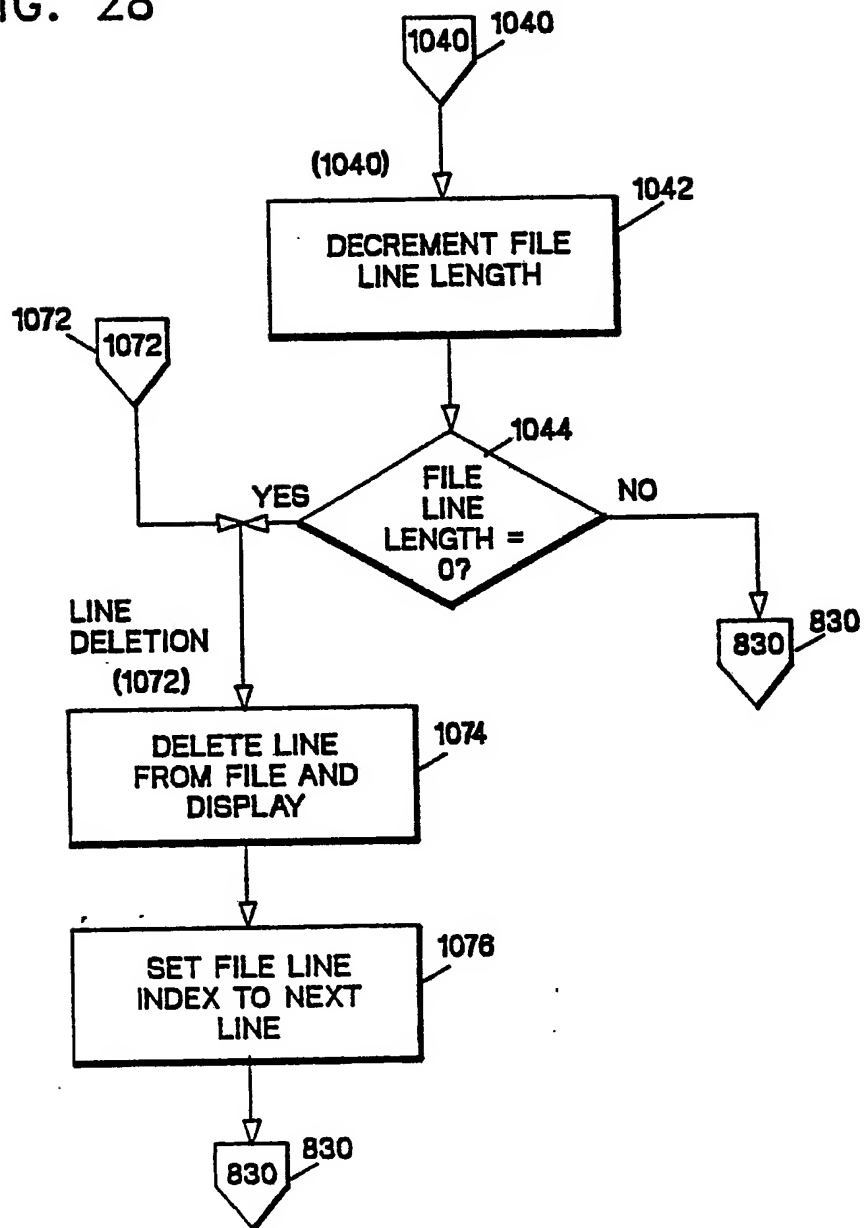 FIG. 28
1040
1040
(1040)
1042
DECREMENT FILE
LINE LENGTH
1072
1072
1044
FILE
LINE
LENGTH =
0?
YES
NO
830
830
LINE
DELETION
(1072)
1074
DELETE LINE
FROM FILE AND
DISPLAY
1076
SET FILE LINE
INDEX TO NEXT
LINE
830
830